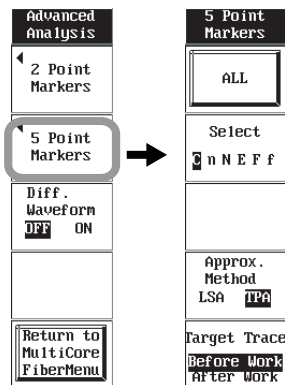 Advanced
Analysis
2 Point
Markers
5 Point
Markers
Diff.
Waveform
OFF ON
Return to
MultiCore
FiberMenu
5 Point
Markers
ALL
Select
C n N E F f
Approx.
Method
LSA TPA
Target Trace
Before Work
After Work